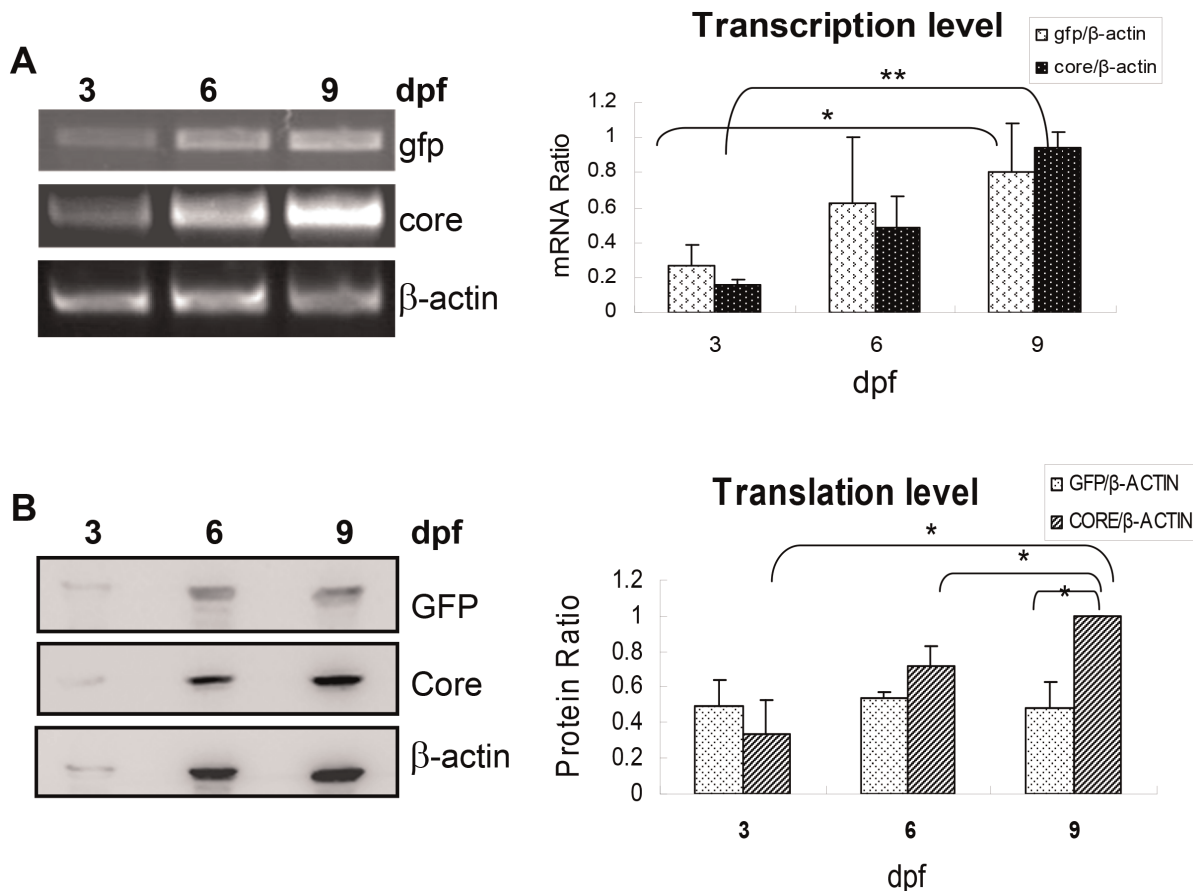 A
3 6 9 dpf
gfp
core
β-actin
Transcription level
gfp/β-actin
core/β-actin
**
*
mRNA Ratio
1.2
1
0.8
0.6
0.4
0.2
0
3 6 9
dpf
B
3 6 9 dpf
GFP
Core
β-actin
Translation level
GFP/β-ACTIN
CORE/β-ACTIN
*
*
*
Protein Ratio
1.2
1
0.8
0.6
0.4
0.2
0
3 6 9
dpf